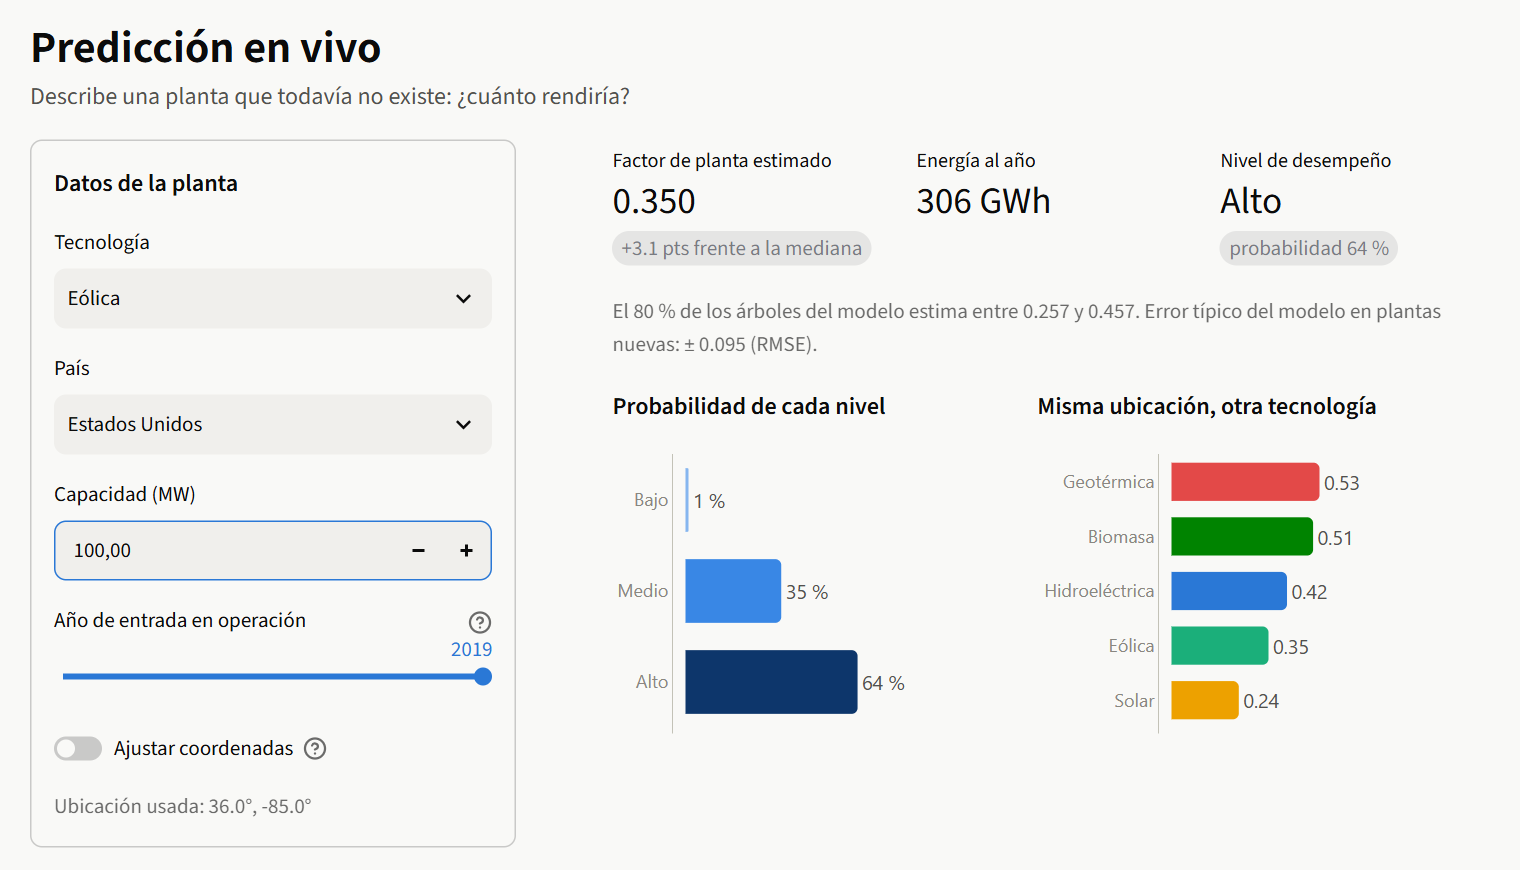 Predicción en vivo
Describe una planta que todavía no existe: ¿cuánto rendiría?
Datos de la planta
Tecnología
Eólica
País
Estados Unidos
Capacidad (MW)
100,00
Año de entrada en operación
2019
Ajustar coordenadas
Ubicación usada: 36.0°, -85.0°
Factor de planta estimado
0.350
+3.1 pts frente a la mediana
Energía al año
306 GWh
Nivel de desempeño
Alto
probabilidad 64 %
El 80 % de los árboles del modelo estima entre 0.257 y 0.457. Error típico del modelo en plantas
nuevas: ± 0.095 (RMSE).
Probabilidad de cada nivel
Bajo 1 %
Medio 35 %
Alto 64 %
Misma ubicación, otra tecnología
Geotérmica 0.53
Biomasa 0.51
Hidroeléctrica 0.42
Eólica 0.35
Solar 0.24